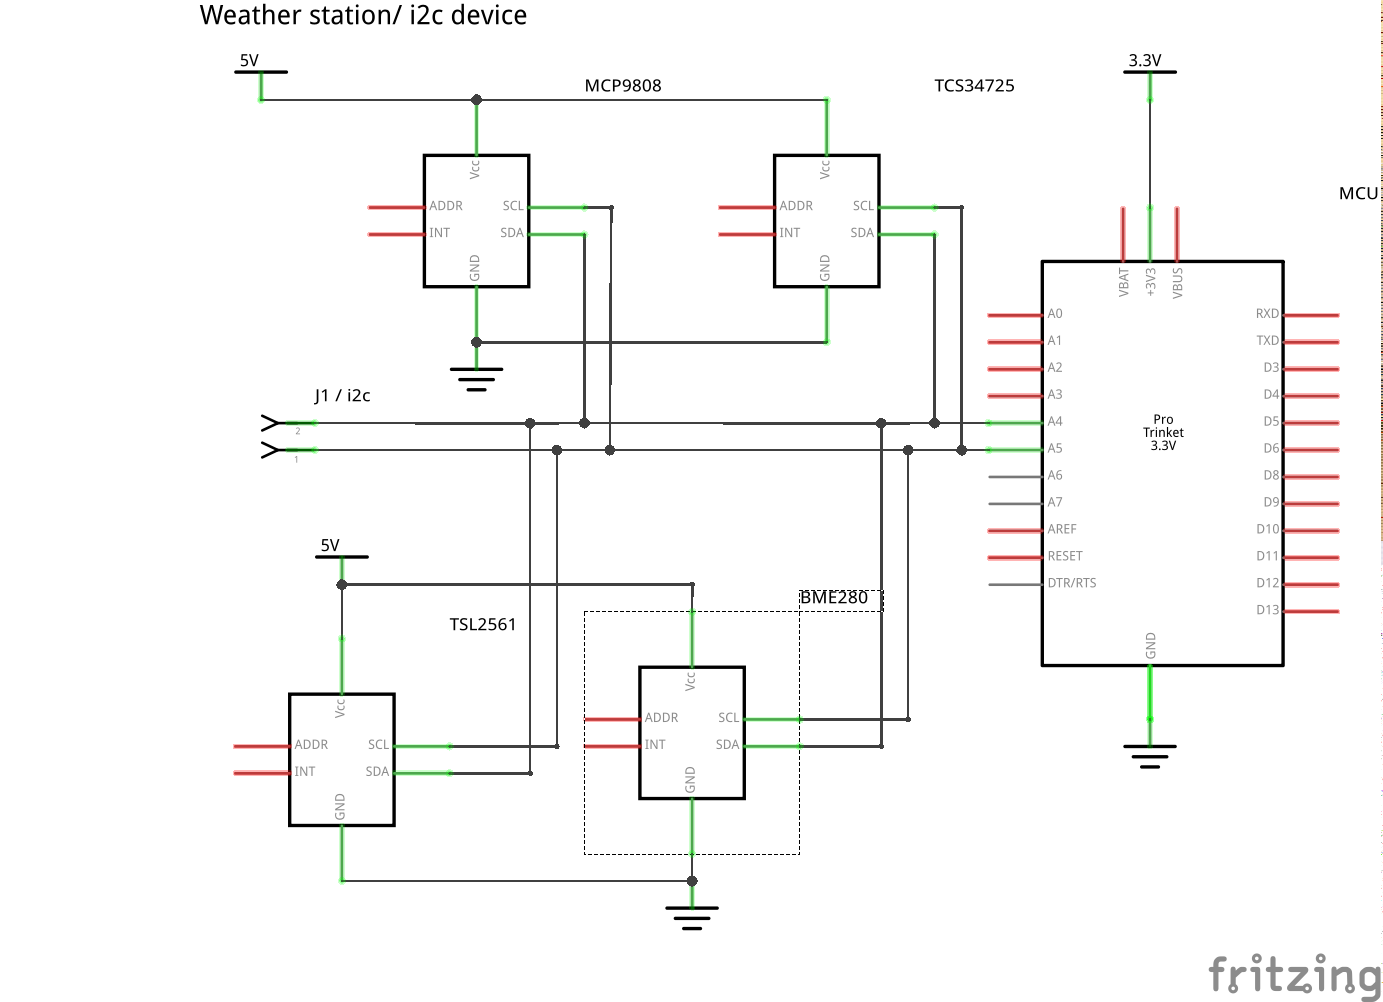 Weather station/ i2c device
5V
MCP9808
TCS34725
3.3V
MCU
Vcc
ADDR
INT
SCL
SDA
GND
Vcc
ADDR
INT
SCL
SDA
GND
VBAT
+3V3
VBUS
A0
A1
A2
A3
A4
A5
A6
A7
AREF
RESET
DTR/RTS
Pro
Trinket
3.3V
RXD
TXD
D3
D4
D5
D6
D8
D9
D10
D11
D12
D13
GND
J1 / i2c
2
1
5V
TSL2561
BME280
Vcc
ADDR
INT
SCL
SDA
GND
Vcc
ADDR
INT
SCL
SDA
GND
fritzing